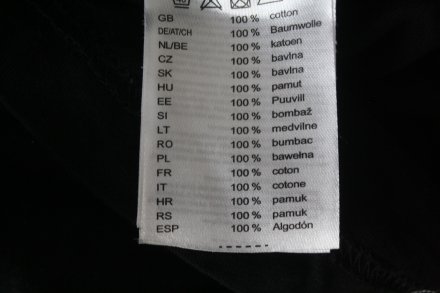 GB 100 % cotton
DE/AT/CH 100 % Baumwolle
NL/BE 100 % katoen
CZ 100 % bavlna
SK 100 % bavlna
HU 100 % pamut
EE 100 % Puuvill
SI 100 % bombaž
LT 100 % medvilne
RO 100 % bumbac
PL 100 % bawełna
FR 100 % coton
IT 100 % cotone
HR 100 % pamuk
RS 100 % pamuk
ESP 100 % Algodón